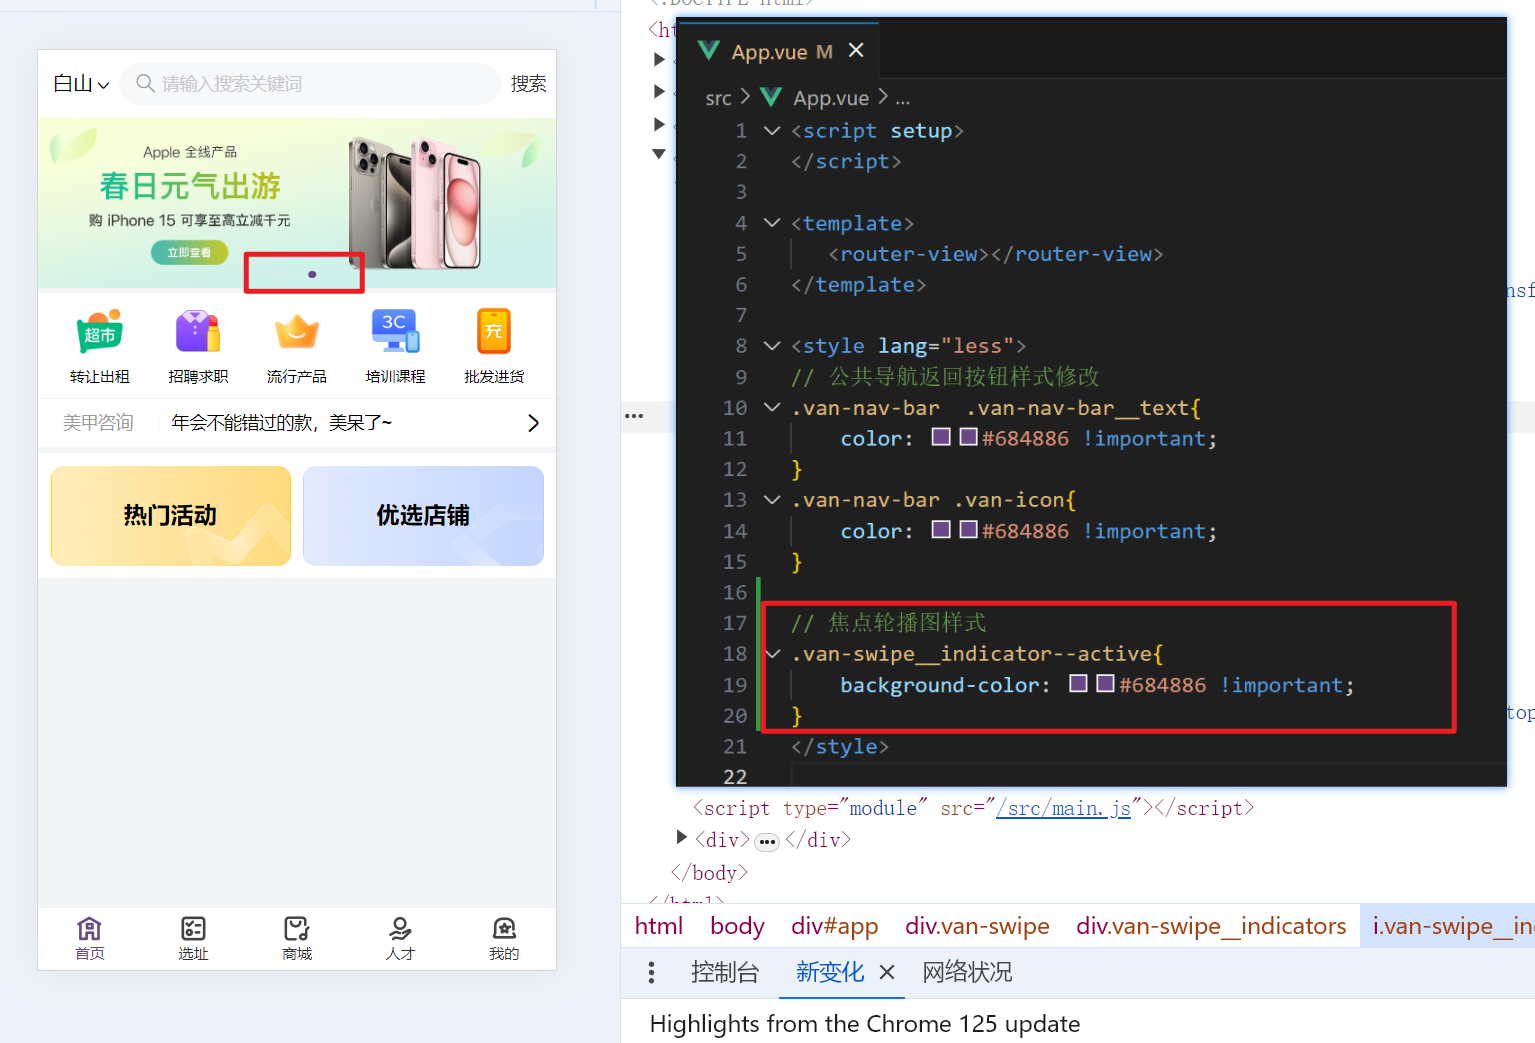 白山
请输入搜索关键词
搜索
Apple 全线产品
春日元气出游
购 iPhone 15 可享至高立减千元
立即查看
超市
3C
充
转让出租
招聘求职
流行产品
培训课程
批发进货
美甲咨询
年会不能错过的款，美呆了~
热门活动
优选店铺
首页
选址
商城
人才
我的
App.vue M
src > App.vue > ...
1 <script setup>
2 </script>
3
4 <template>
5 <router-view></router-view>
6 </template>
7
8 <style lang="less">
9 // 公共导航返回按钮样式修改
10 .van-nav-bar  .van-nav-bar__text{
11 color: #684886 !important;
12 }
13 .van-nav-bar .van-icon{
14 color: #684886 !important;
15 }
16
17 // 焦点轮播图样式
18 .van-swipe__indicator--active{
19 background-color: #684886 !important;
20 }
21 </style>
22
<script type="module" src="/src/main.js"></script>
<div> ••• </div>
</body>
</html>
html body div#app div.van-swipe div.van-swipe__indicators i.van-swipe__in
控制台 新变化 网络状况
Highlights from the Chrome 125 update